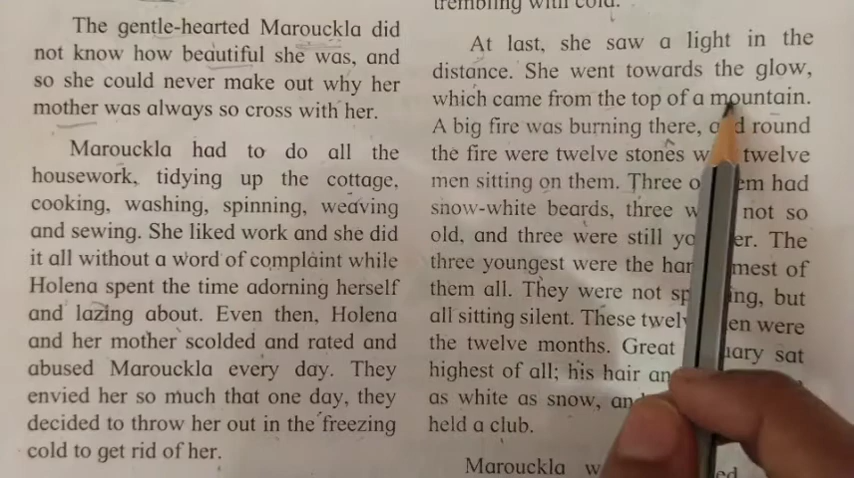 The gentle-hearted Marouckla did
not know how beautiful she was, and
so she could never make out why her
mother was always so cross with her.
Marouckla had to do all the
housework, tidying up the cottage,
cooking, washing, spinning, weaving
and sewing. She liked work and she did
it all without a word of complaint while
Holena spent the time adorning herself
and lazing about. Even then, Holena
and her mother scolded and rated and
abused Marouckla every day. They
envied her so much that one day, they
decided to throw her out in the freezing
cold to get rid of her.
trembling with cold.
At last, she saw a light in the
distance. She went towards the glow,
which came from the top of a mountain.
A big fire was burning there, and round
the fire were twelve stones twelve
men sitting on them. Three had
snow-white beards, three not so
old, and three were still The
three youngest were the of
them all. They were not but
all sitting silent. These were
the twelve months. Great sat
highest of all; his hair
as white as snow,
held a club.
Marouckla